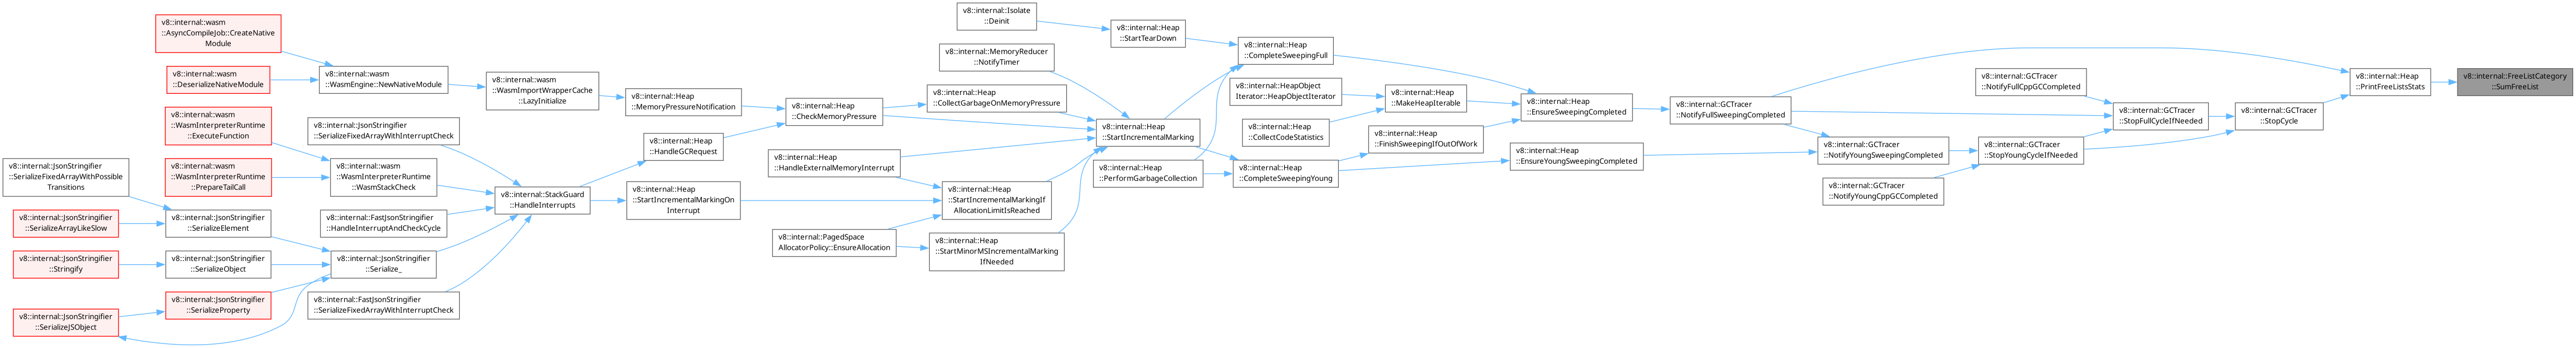 v8::internal::wasm
::AsyncCompileJob::CreateNative
Module
v8::internal::wasm
::DeserializeNativeModule
v8::internal::wasm
::WasmInterpreterRuntime
::ExecuteFunction
v8::internal::JsonStringifier
::SerializeFixedArrayWithPossible
Transitions
v8::internal::wasm
::WasmInterpreterRuntime
::PrepareTailCall
v8::internal::JsonStringifier
::SerializeArrayLikeSlow
v8::internal::JsonStringifier
::SerializeElement
v8::internal::JsonStringifier
::Stringify
v8::internal::JsonStringifier
::SerializeObject
v8::internal::JsonStringifier
::SerializeJSObject
v8::internal::JsonStringifier
::SerializeProperty
v8::internal::wasm
::WasmEngine::NewNativeModule
v8::internal::JsonStringifier
::SerializeFixedArrayWithInterruptCheck
v8::internal::wasm
::WasmInterpreterRuntime
::WasmStackCheck
v8::internal::FastJsonStringifier
::HandleInterruptAndCheckCycle
v8::internal::JsonStringifier
::Serialize_
v8::internal::FastJsonStringifier
::SerializeFixedArrayWithInterruptCheck
v8::internal::wasm
::WasmImportWrapperCache
::LazyInitialize
v8::internal::StackGuard
::HandleInterrupts
v8::internal::Heap
::MemoryPressureNotification
v8::internal::Heap
::HandleGCRequest
v8::internal::Heap
::StartIncrementalMarkingOn
Interrupt
v8::internal::Heap
::CheckMemoryPressure
v8::internal::Heap
::HandleExternalMemoryInterrupt
v8::internal::PagedSpace
AllocatorPolicy::EnsureAllocation
v8::internal::Isolate
::Deinit
v8::internal::MemoryReducer
::NotifyTimer
v8::internal::Heap
::CollectGarbageOnMemoryPressure
v8::internal::Heap
::StartIncrementalMarkingIf
AllocationLimitIsReached
v8::internal::Heap
::StartMinorMSIncrementalMarking
IfNeeded
v8::internal::Heap
::StartTearDown
v8::internal::Heap
::StartIncrementalMarking
v8::internal::Heap
::PerformGarbageCollection
v8::internal::Heap
::CompleteSweepingFull
v8::internal::HeapObject
Iterator::HeapObjectIterator
v8::internal::Heap
::CollectCodeStatistics
v8::internal::Heap
::CompleteSweepingYoung
v8::internal::Heap
::MakeHeapIterable
v8::internal::Heap
::FinishSweepingIfOutOfWork
v8::internal::Heap
::EnsureSweepingCompleted
v8::internal::Heap
::EnsureYoungSweepingCompleted
v8::internal::GCTracer
::NotifyFullSweepingCompleted
v8::internal::GCTracer
::NotifyYoungSweepingCompleted
v8::internal::GCTracer
::NotifyYoungCppGCCompleted
v8::internal::GCTracer
::NotifyFullCppGCCompleted
v8::internal::GCTracer
::StopYoungCycleIfNeeded
v8::internal::GCTracer
::StopFullCycleIfNeeded
v8::internal::GCTracer
::StopCycle
v8::internal::Heap
::PrintFreeListsStats
v8::internal::FreeListCategory
::SumFreeList